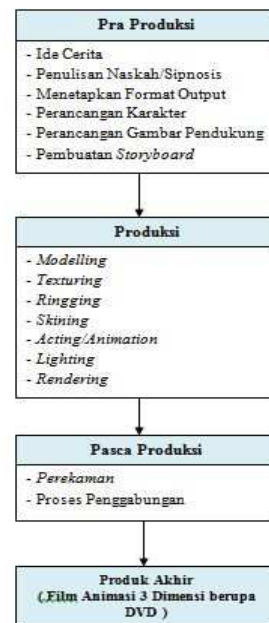 Pra Produksi
- Ide Cerita
- Penulisan Naskah/Sipnosis
- Menetapkan Format Output
- Perancangan Karakter
- Perancangan Gambar Pendukung
- Pembuatan Storyboard
Produksi
- Modelling
- Texturing
- Ringging
- Skining
- Acting/Animation
- Lighting
- Rendering
Pasca Produksi
- Perekaman
- Proses Penggabungan
Produk Akhir
( Film Animasi 3 Dimensi berupa
DVD )